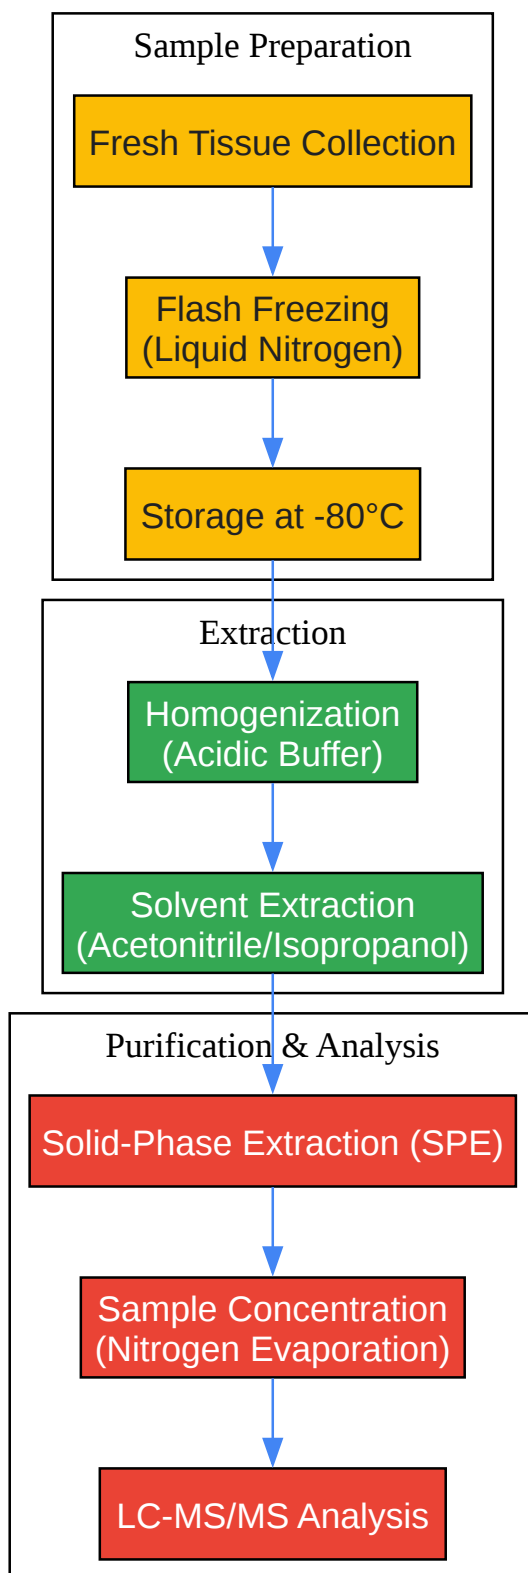 Sample Preparation
Fresh Tissue Collection
Flash Freezing
(Liquid Nitrogen)
Storage at -80°C
Extraction
Homogenization
(Acidic Buffer)
Solvent Extraction
(Acetonitrile/Isopropanol)
Purification & Analysis
Solid-Phase Extraction (SPE)
Sample Concentration
(Nitrogen Evaporation)
LC-MS/MS Analysis